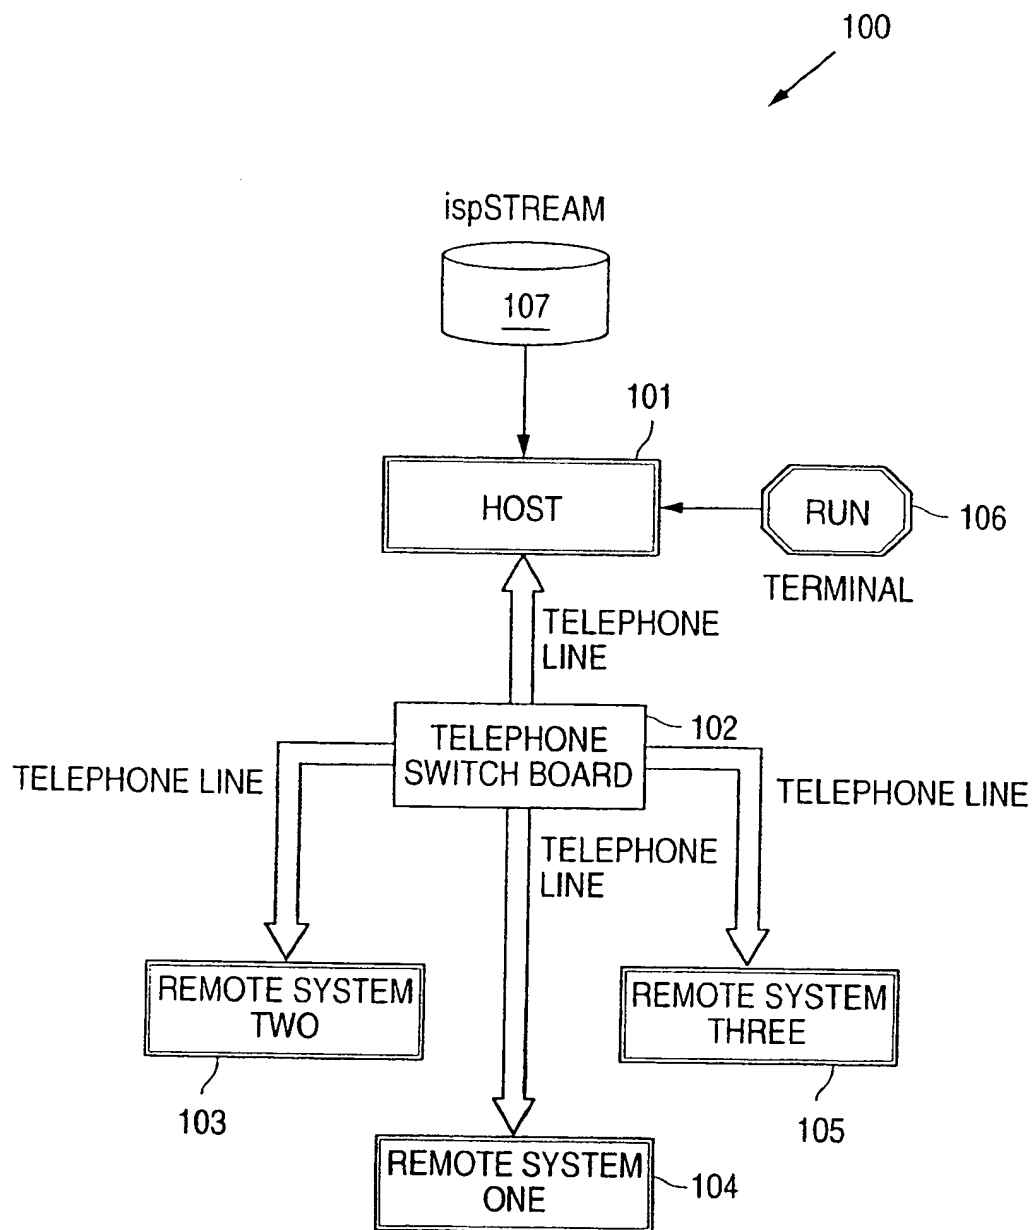 100
ispSTREAM
107
101
HOST
RUN
106
TERMINAL
TELEPHONE
LINE
102
TELEPHONE
SWITCH BOARD
TELEPHONE LINE
TELEPHONE LINE
TELEPHONE
LINE
REMOTE SYSTEM
TWO
REMOTE SYSTEM
THREE
103
105
REMOTE SYSTEM
ONE
104